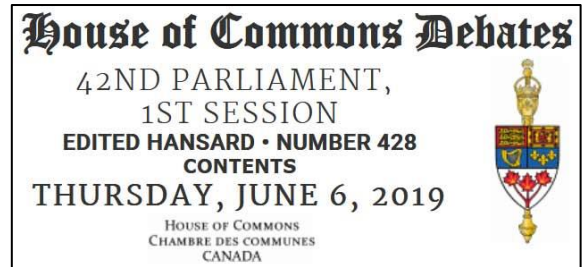 House of Commons Debates
42ND PARLIAMENT,
1ST SESSION
EDITED HANSARD • NUMBER 428
CONTENTS
THURSDAY, JUNE 6, 2019
HOUSE OF COMMONS
CHAMBRE DES COMMUNES
CANADA